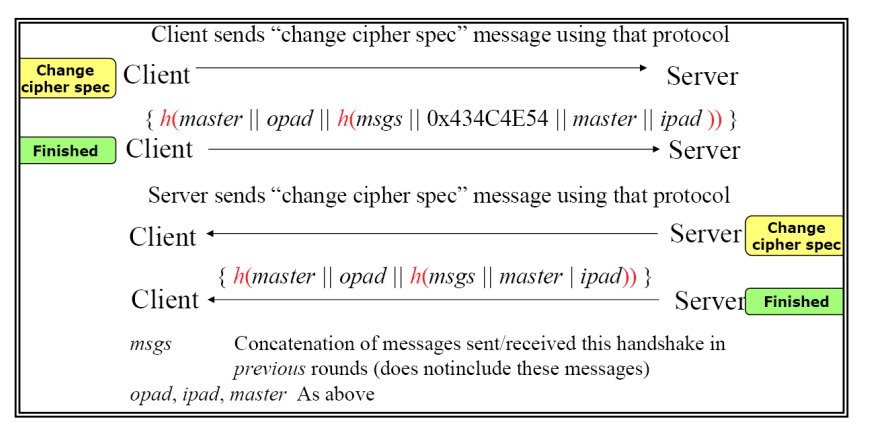 Client sends “change cipher spec” message using that protocol
Change
cipher spec
Client
Server
{ h(master || opad || h(msgs || 0x434C4E54 || master || ipad )) }
Finished
Client
Server
Server sends “change cipher spec” message using that protocol
Client
Server
Change
cipher spec
{ h(master || opad || h(msgs || master | ipad)) }
Client
Server
Finished
msgs Concatenation of messages sent/received this handshake in
previous rounds (does notinclude these messages)
opad, ipad, master As above